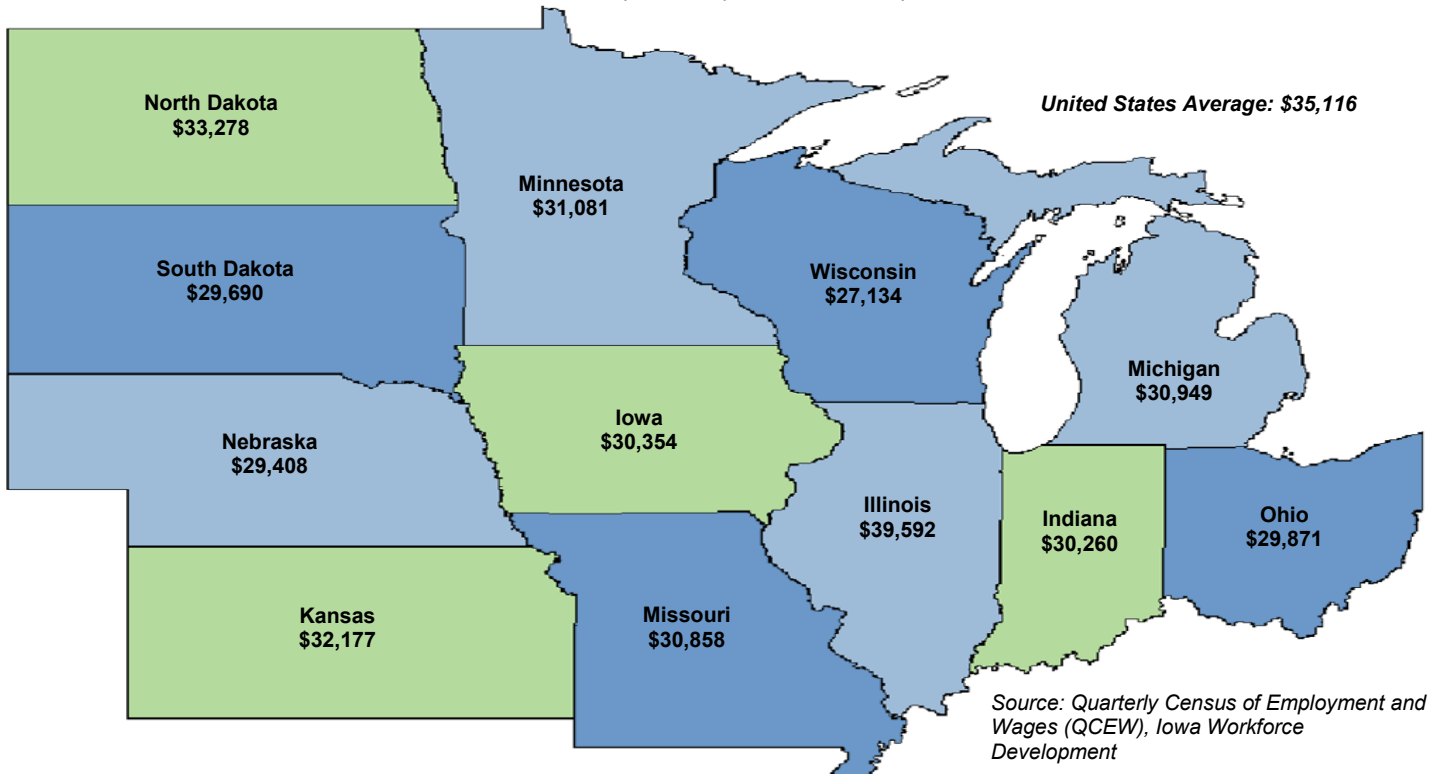 United States Average: $35,116
North Dakota
$33,278
Minnesota
$31,081
South Dakota
$29,690
Wisconsin
$27,134
Michigan
$30,949
Iowa
$30,354
Nebraska
$29,408
Illinois
$39,592
Indiana
$30,260
Ohio
$29,871
Kansas
$32,177
Missouri
$30,858
Source: Quarterly Census of Employment and
Wages (QCEW), Iowa Workforce
Development